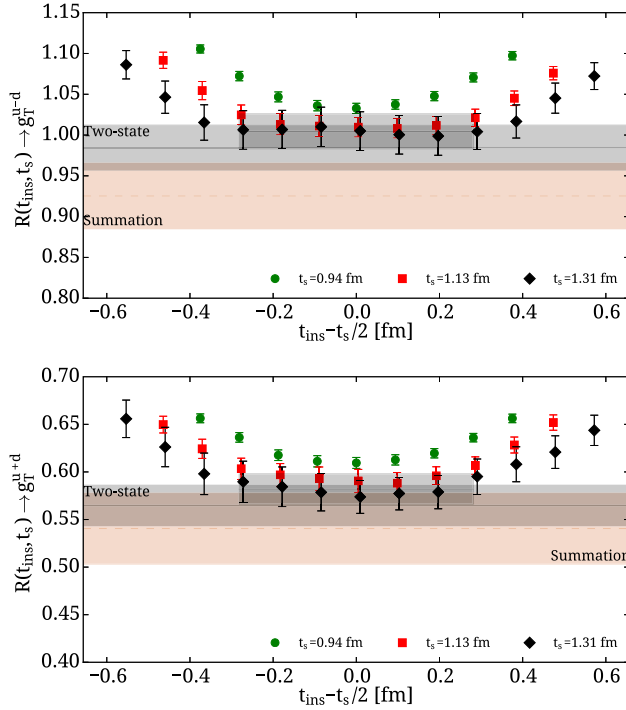 1.15
1.10
1.05
1.00
0.95
0.90
0.85
0.80
R(t_ins, t_s) → g_T^{u-d}
Two-state
Summation
t_s=0.94 fm
t_s=1.13 fm
t_s=1.31 fm
−0.6 −0.4 −0.2 0.0 0.2 0.4 0.6
t_ins−t_s/2 [fm]
0.70
0.65
0.60
0.55
0.50
0.45
0.40
R(t_ins, t_s) → g_T^{u+d}
Two-state
Summation
t_s=0.94 fm
t_s=1.13 fm
t_s=1.31 fm
−0.6 −0.4 −0.2 0.0 0.2 0.4 0.6
t_ins−t_s/2 [fm]